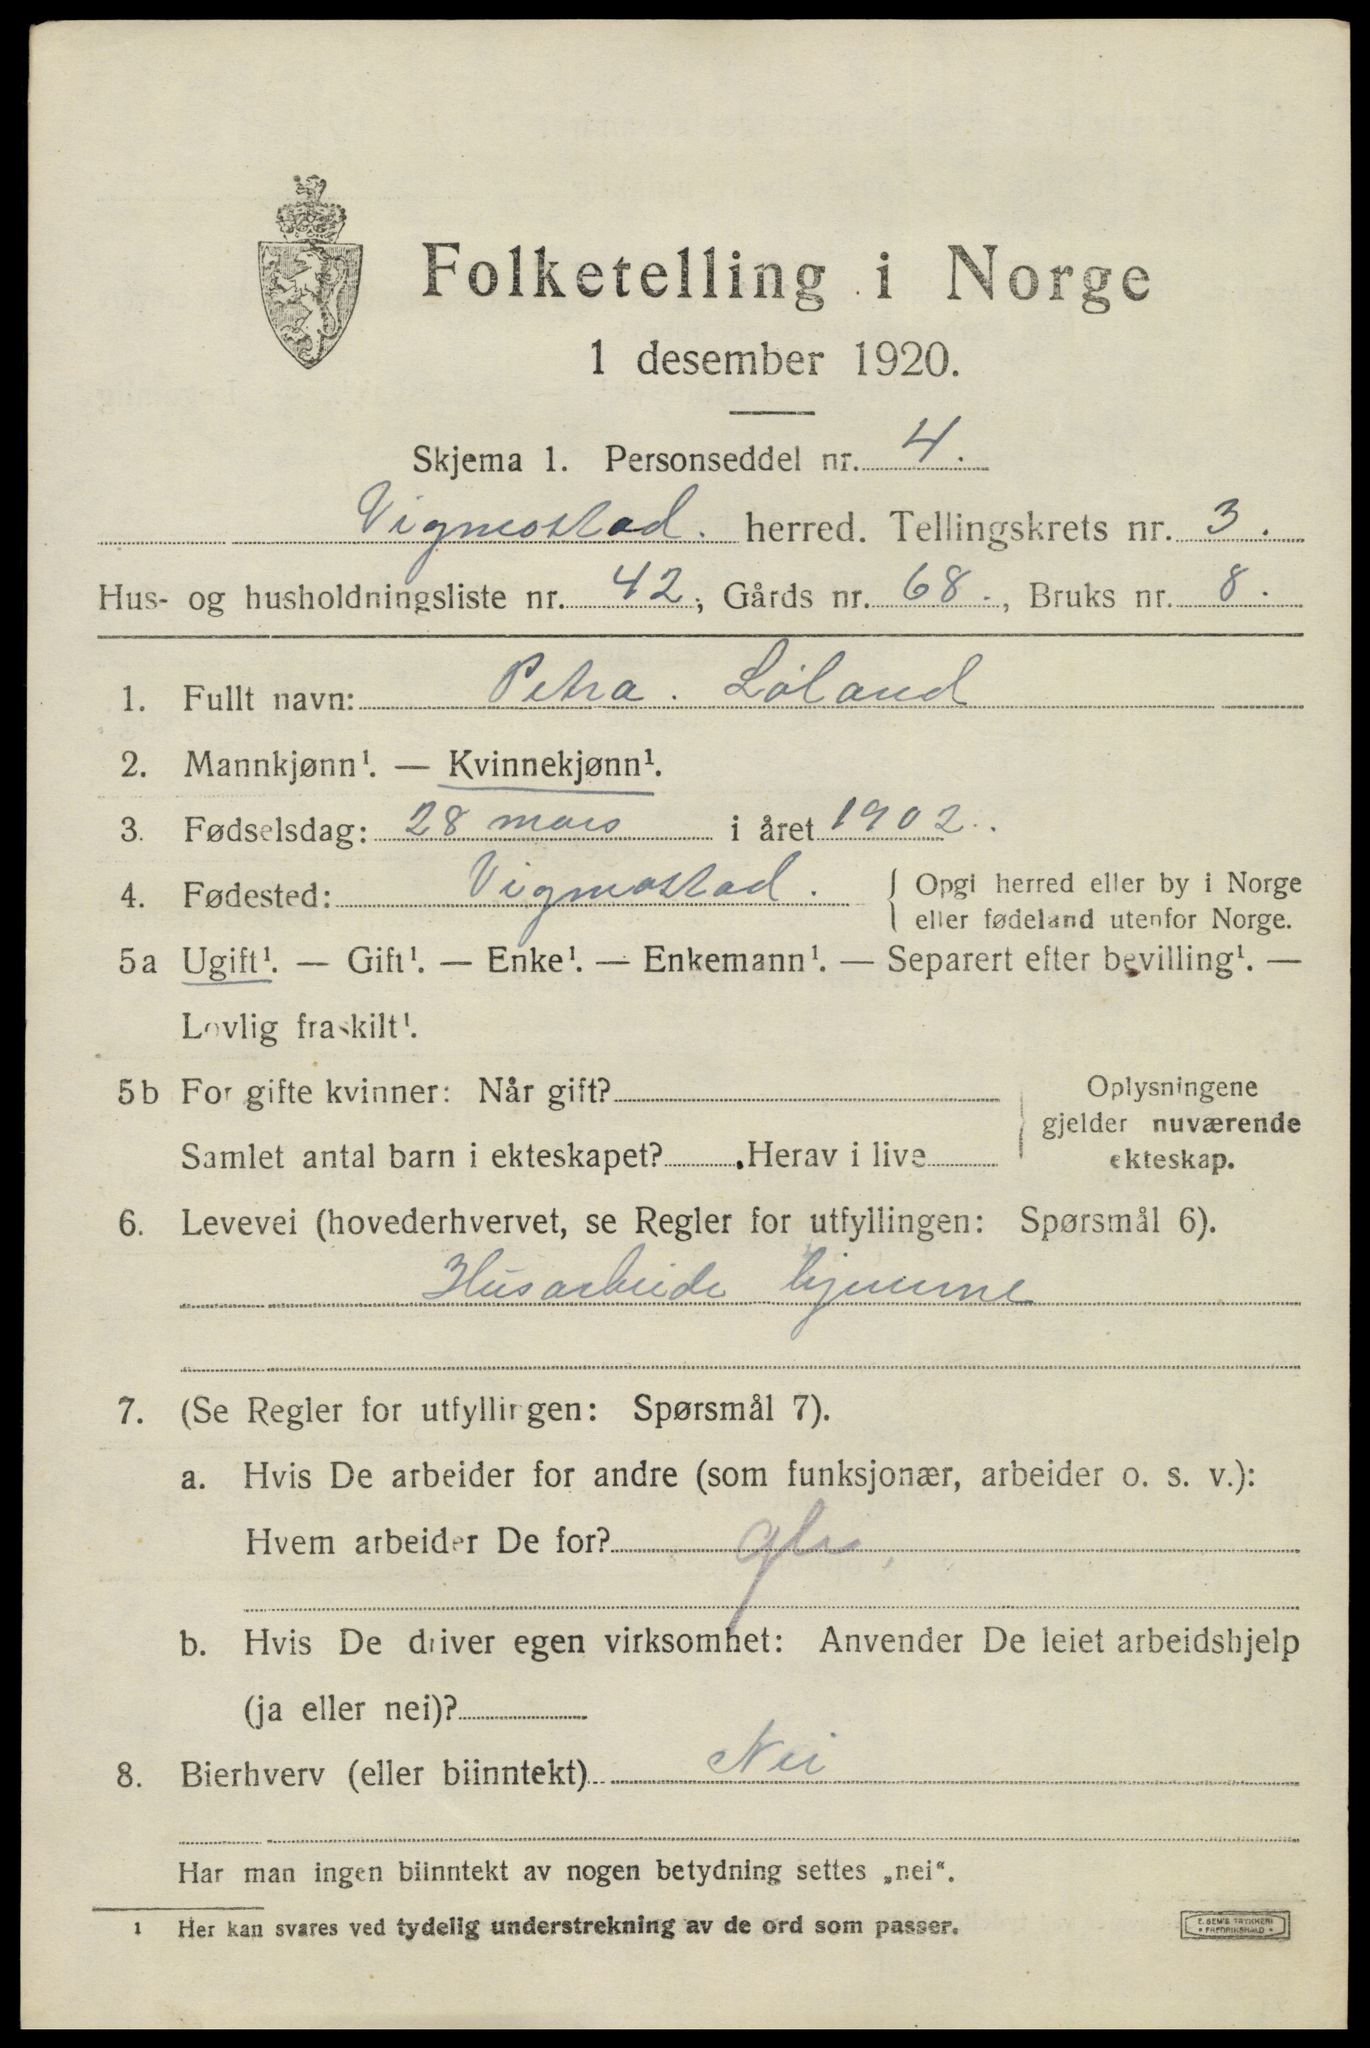 Folketelling i Norge
1 desember 1920.
Skjema 1. Personseddel nr. 4.
Vigmostad. herred. Tellingskrets nr. 3.
Hus- og husholdningsliste nr. 42, Gårds nr. 68., Bruks nr. 8.
1. Fullt navn: Petra. Løland
2. Mannkjønn¹. — Kvinnekjønn¹.
3. Fødselsdag: 28 mars i året 1902.
4. Fødested: Vigmostad. { Opgi herred eller by i Norge
eller fødeland utenfor Norge.
5a Ugift¹. — Gift¹. — Enke¹. — Enkemann¹. — Separert efter bevilling¹. —
Lovlig fraskilt¹.
5b For gifte kvinner: Når gift? Oplysningene
gjelder nuværende
Samlet antal barn i ekteskapet? Herav i live ekteskap.
6. Levevei (hovederhvervet, se Regler for utfyllingen: Spørsmål 6).
Husarbeide hjemme
7. (Se Regler for utfyllingen: Spørsmål 7).
a. Hvis De arbeider for andre (som funksjonær, arbeider o. s. v.):
Hvem arbeider De for?
b. Hvis De driver egen virksomhet: Anvender De leiet arbeidshjelp
(ja eller nei)?
8. Bierhverv (eller biinntekt) Nei
Har man ingen biinntekt av nogen betydning settes „nei“.
1 Her kan svares ved tydelig understrekning av de ord som passer.
E. SEM'S TRYKKERI
• FREDRIKSHALD •